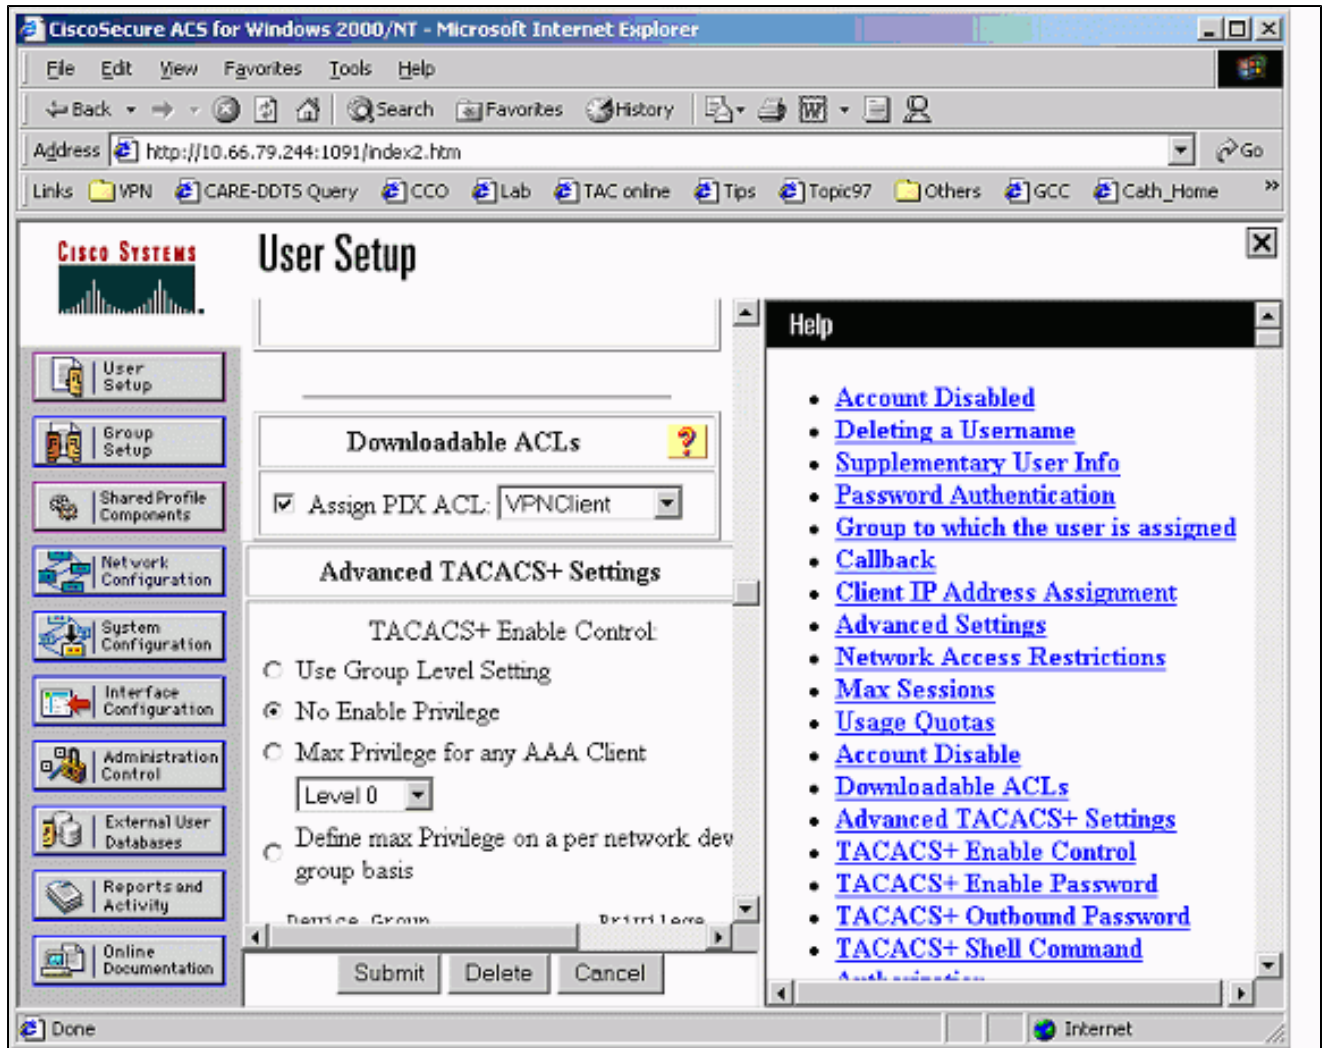 CiscoSecure ACS for Windows 2000/NT - Microsoft Internet Explorer
File Edit View Favorites Tools Help
Back Search Favorites History
Address http://10.66.79.244:1091/index2.htm Go
Links VPN CARE-DDTS Query CCO Lab TAC online Tips Topic97 Others GCC Cath_Home »
CISCO SYSTEMS
User Setup
User Setup
Group Setup
Shared Profile Components
Network Configuration
System Configuration
Interface Configuration
Administration Control
External User Databases
Reports and Activity
Online Documentation
Downloadable ACLs ?
Assign PIX ACL: VPNClient
Advanced TACACS+ Settings
TACACS+ Enable Control:
Use Group Level Setting
No Enable Privilege
Max Privilege for any AAA Client
Level 0
Define max Privilege on a per network dev
group basis
Device Group Privilege
Submit Delete Cancel
Help
Account Disabled
Deleting a Username
Supplementary User Info
Password Authentication
Group to which the user is assigned
Callback
Client IP Address Assignment
Advanced Settings
Network Access Restrictions
Max Sessions
Usage Quotas
Account Disable
Downloadable ACLs
Advanced TACACS+ Settings
TACACS+ Enable Control
TACACS+ Enable Password
TACACS+ Outbound Password
TACACS+ Shell Command
Authorization
Done Internet